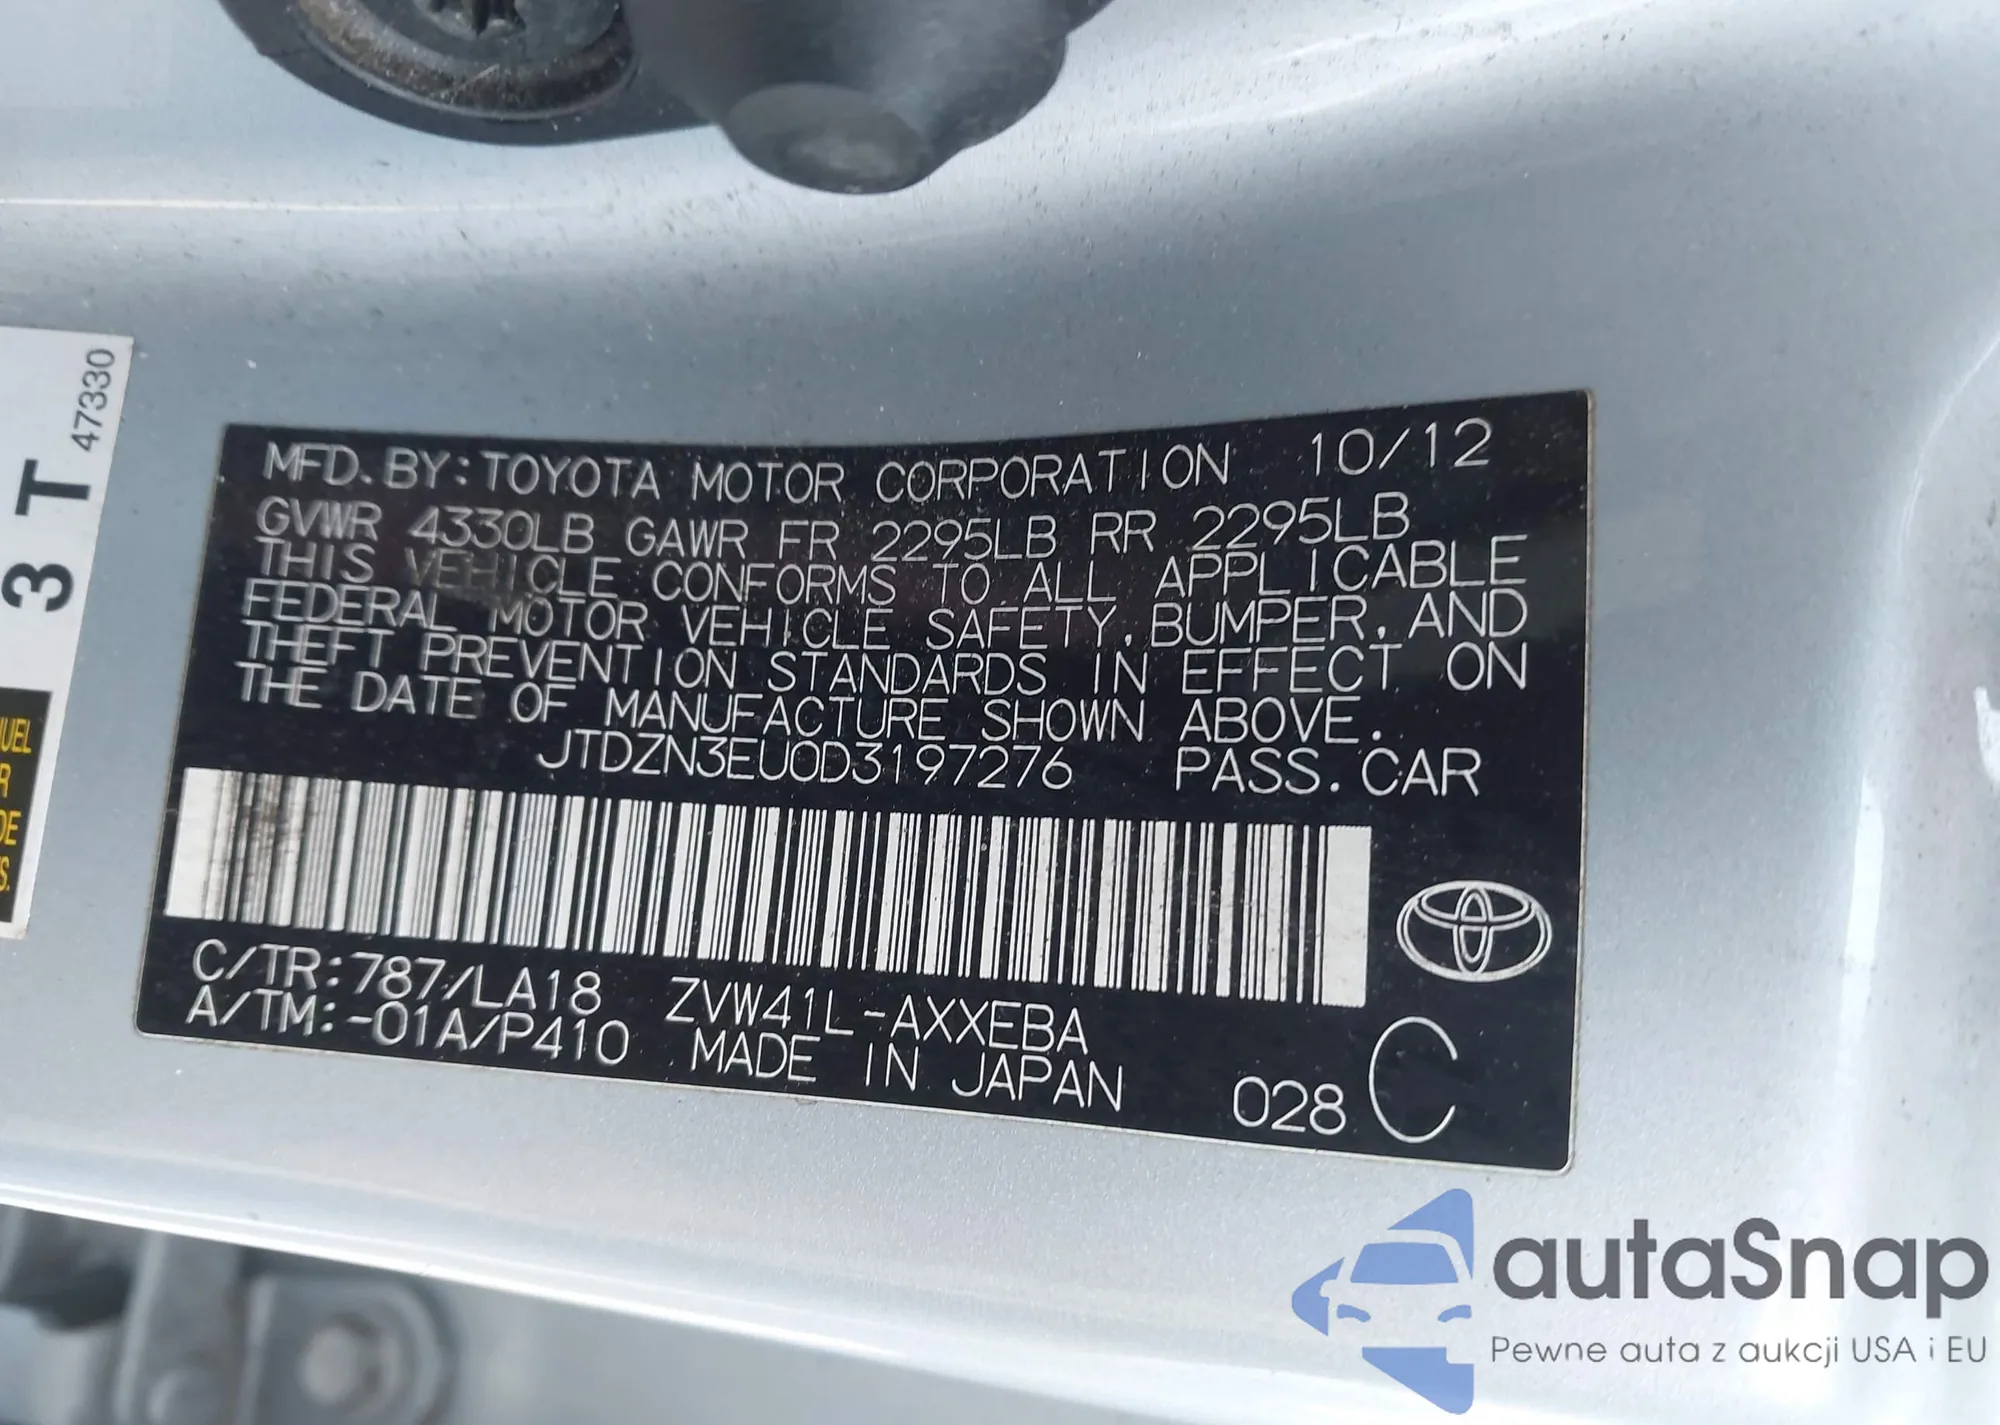 MFD. BY: TOYOTA MOTOR CORPORATION 10/12
GVWR 4330LB GAWR FR 2295LB RR 2295LB
THIS VEHICLE CONFORMS TO ALL APPLICABLE
FEDERAL MOTOR VEHICLE SAFETY, BUMPER, AND
THEFT PREVENTION STANDARDS IN EFFECT ON
THE DATE OF MANUFACTURE SHOWN ABOVE.
JTDZN3EU0D3197276 PASS. CAR
C/TR:787/LA18 ZVW41L-AXXEBA
A/TM:-01A/P410 MADE IN JAPAN 028 C
3 T 47330
autaSnap
Pewne auta z aukcji USA i EU